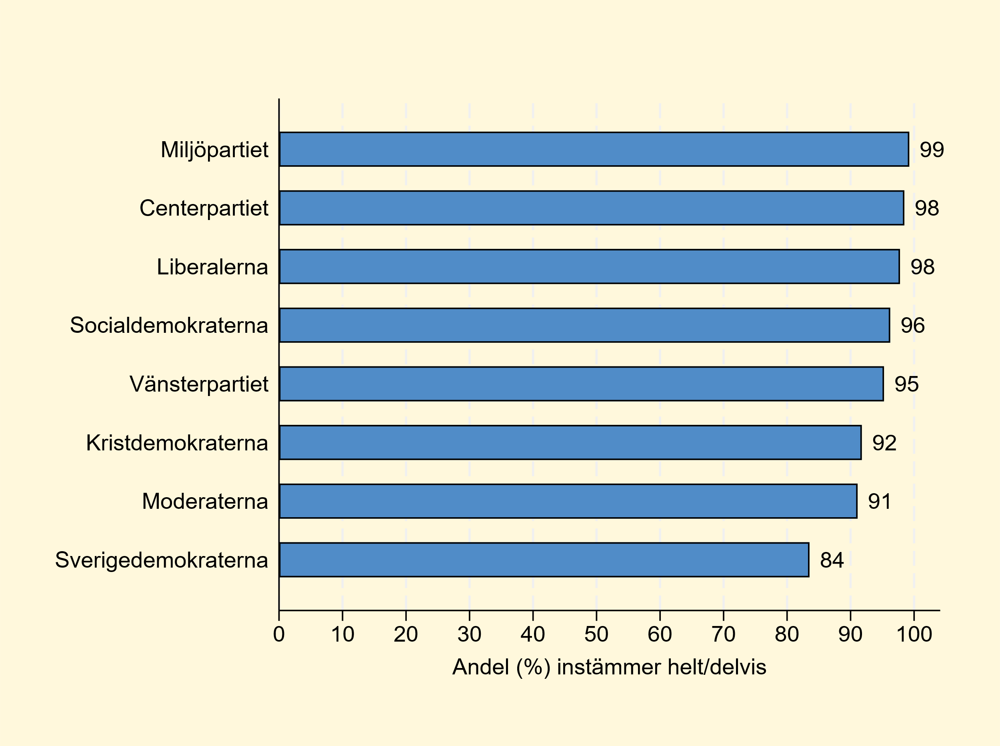 Miljöpartiet 99
Centerpartiet 98
Liberalerna 98
Socialdemokraterna 96
Vänsterpartiet 95
Kristdemokraterna 92
Moderaterna 91
Sverigedemokraterna 84
0 10 20 30 40 50 60 70 80 90 100
Andel (%) instämmer helt/delvis